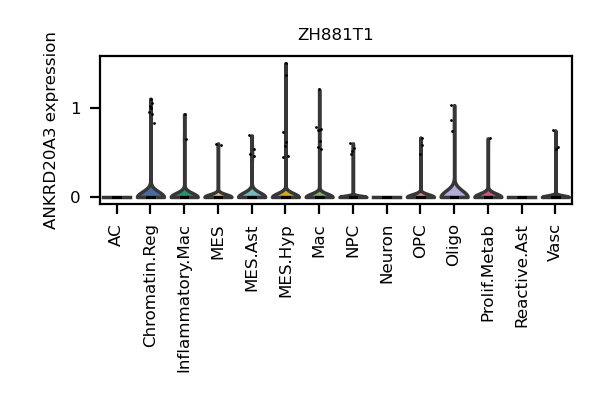 ZH881T1
ANKRD20A3 expression
1
0
AC
Chromatin.Reg
Inflammatory.Mac
MES
MES.Ast
MES.Hyp
Mac
NPC
Neuron
OPC
Oligo
Prolif.Metab
Reactive.Ast
Vasc